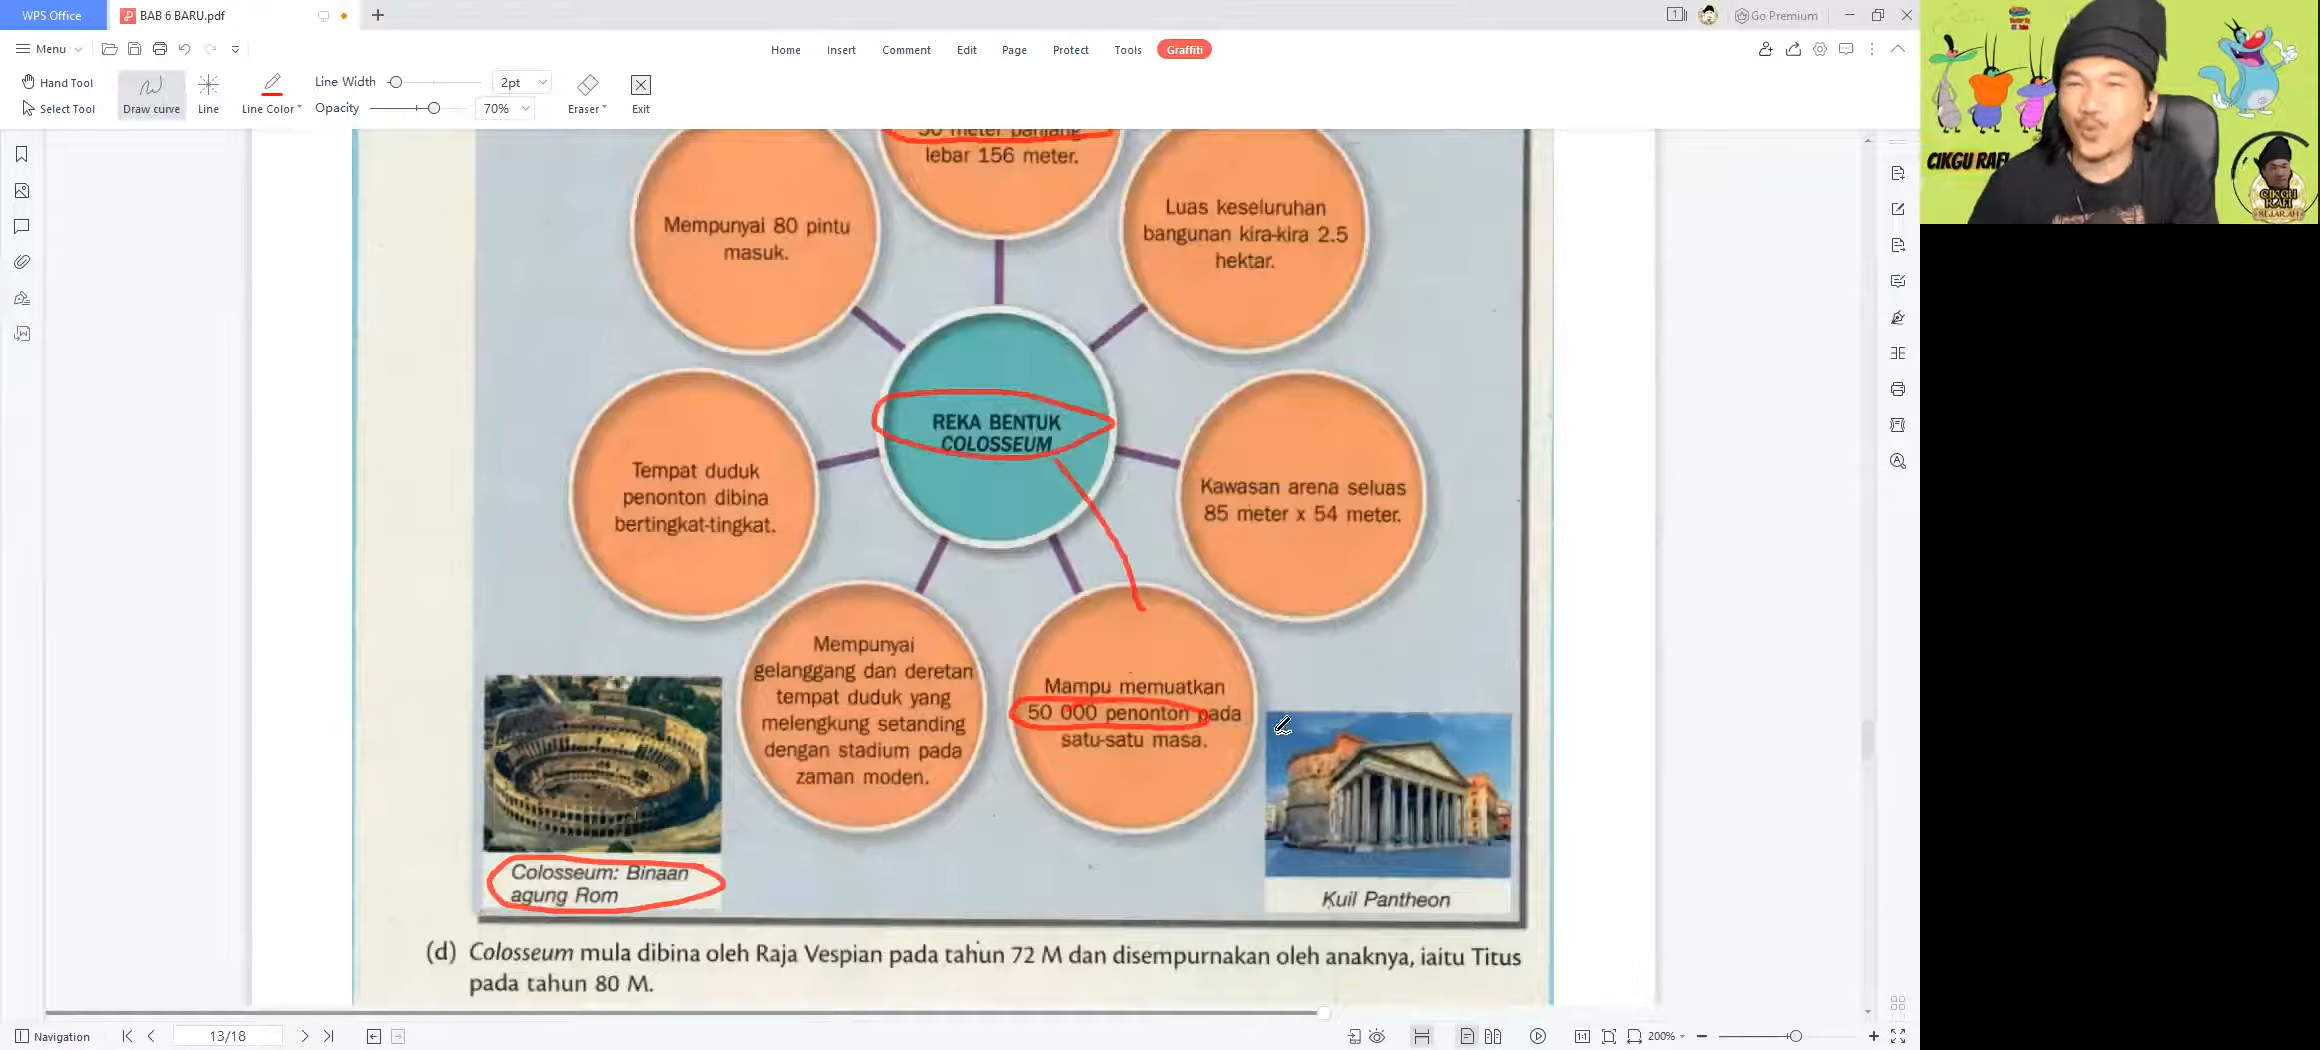 WPS Office
BAB 6 BARU.pdf
Go Premium
Menu
Home Insert Comment Edit Page Protect Tools Graffiti
Hand Tool
Select Tool
Draw curve
Line
Line Color
Line Width
2pt
Opacity
70%
Eraser
Exit
50 meter panjang
lebar 156 meter.
Mempunyai 80 pintu
masuk.
Luas keseluruhan
bangunan kira-kira 2.5
hektar.
REKA BENTUK
COLOSSEUM
Tempat duduk
penonton dibina
bertingkat-tingkat.
Kawasan arena seluas
85 meter x 54 meter.
Mempunyai
gelanggang dan deretan
tempat duduk yang
melengkung setanding
dengan stadium pada
zaman moden.
Mampu memuatkan
50 000 penonton pada
satu-satu masa.
Colosseum: Binaan
agung Rom
Kuil Pantheon
(d) Colosseum mula dibina oleh Raja Vespian pada tahun 72 M dan disempurnakan oleh anaknya, iaitu Titus
pada tahun 80 M.
Navigation
13/18
200%
CIKGU RAFI
CIKGU
RAFI
SEJARAH